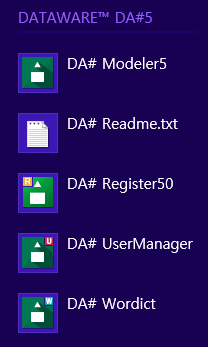 DATAWARE™ DA#5
DA# Modeler5
DA# Readme.txt
R
DA# Register50
U
DA# UserManager
W
DA# Wordict